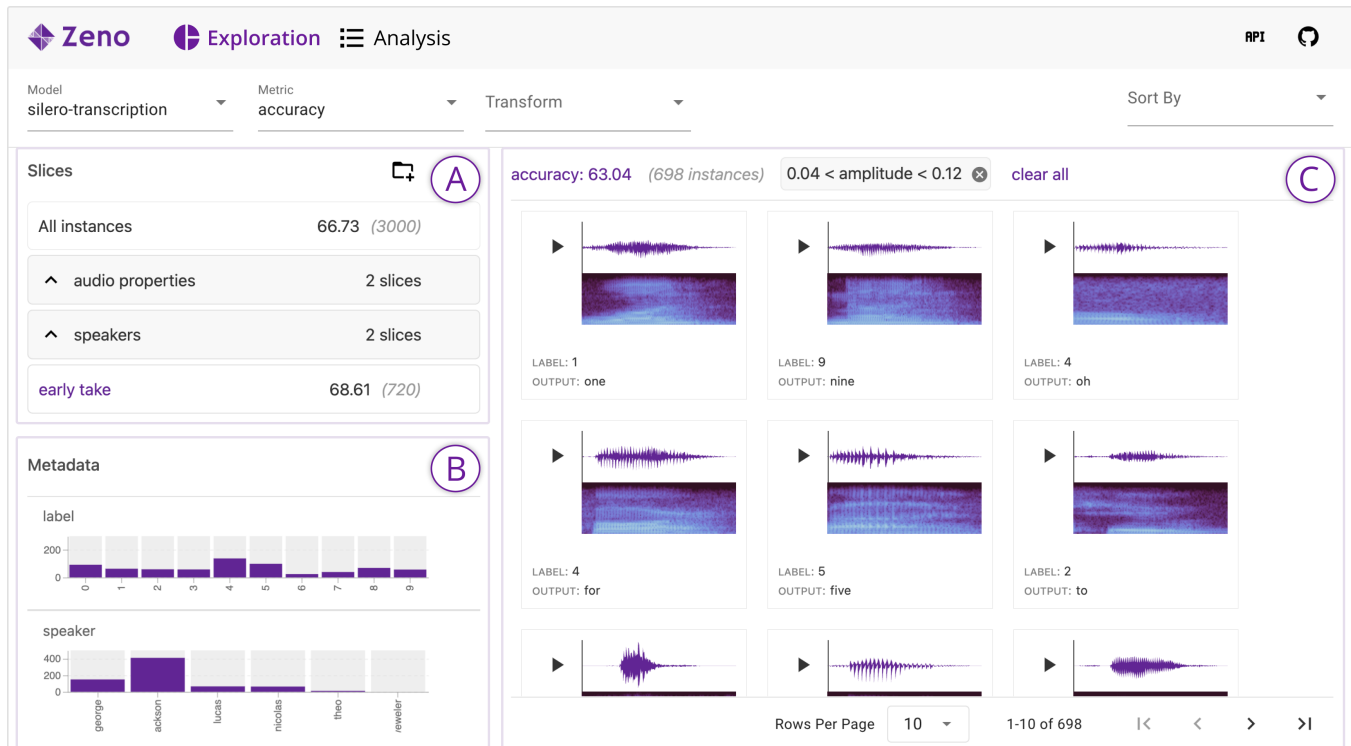 Zeno Exploration Analysis API
Model
silero-transcription
Metric
accuracy
Transform
Sort By
Slices
A
All instances 66.73 (3000)
audio properties 2 slices
speakers 2 slices
early take 68.61 (720)
Metadata
B
label
200
0
0 1 2 3 4 5 6 7 8 9
speaker
400
200
0
george ackson lucas nicolas theo weweler
accuracy: 63.04 (698 instances) 0.04 < amplitude < 0.12 clear all
C
LABEL: 1
OUTPUT: one
LABEL: 9
OUTPUT: nine
LABEL: 4
OUTPUT: oh
LABEL: 4
OUTPUT: for
LABEL: 5
OUTPUT: five
LABEL: 2
OUTPUT: to
Rows Per Page 10 1-10 of 698